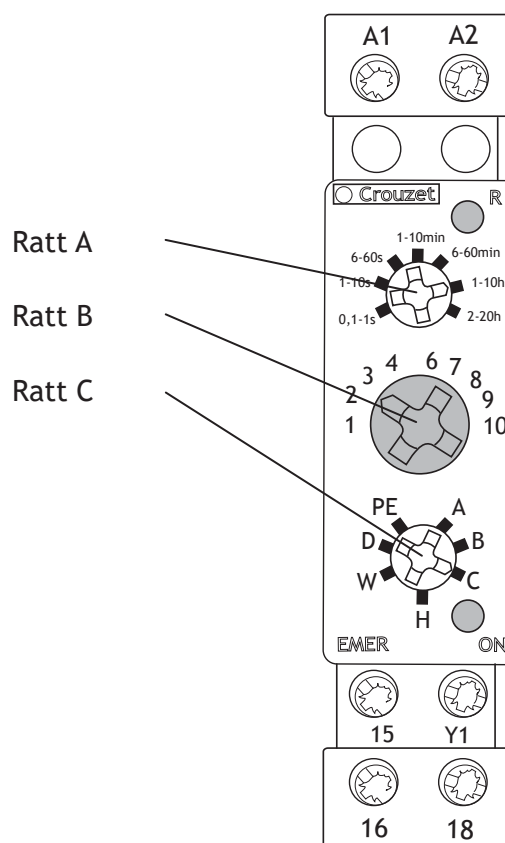 A1 A2
Crouzet
R
Ratt A
Ratt B
Ratt C
0,1-1s
1-10s
6-60s
1-10min
6-60min
1-10h
2-20h
1
2
3
4
6
7
8
9
10
PE
D
W
H
A
B
C
EMER ON
15 Y1
16 18